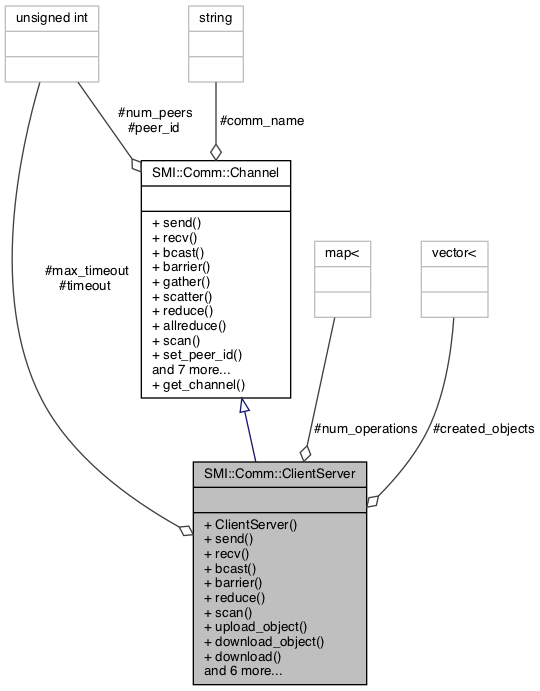 unsigned int
string
#num_peers
#peer_id
#comm_name
SMI::Comm::Channel
+ send()
+ recv()
+ bcast()
+ barrier()
+ gather()
+ scatter()
+ reduce()
+ allreduce()
+ scan()
+ set_peer_id()
and 7 more...
+ get_channel()
map<
vector<
#max_timeout
#timeout
#num_operations
#created_objects
SMI::Comm::ClientServer
+ ClientServer()
+ send()
+ recv()
+ bcast()
+ barrier()
+ reduce()
+ scan()
+ upload_object()
+ download_object()
+ download()
and 6 more...